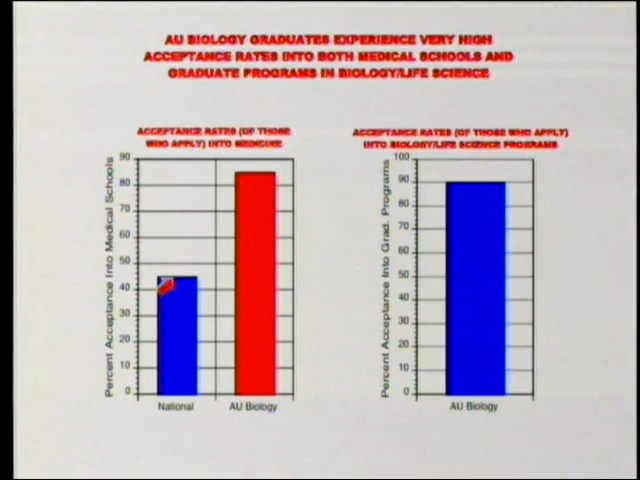 AU BIOLOGY GRADUATES EXPERIENCE VERY HIGH
ACCEPTANCE RATES INTO BOTH MEDICAL SCHOOLS AND
GRADUATE PROGRAMS IN BIOLOGY/LIFE SCIENCE
ACCEPTANCE RATES (OF THOSE
WHO APPLY) INTO MEDICINE
Percent Acceptance Into Medical Schools
90
80
70
60
50
40
30
20
10
0
National
AU Biology
ACCEPTANCE RATES (OF THOSE WHO APPLY)
INTO BIOLOGY/LIFE SCIENCE PROGRAMS
Percent Acceptance Into Grad. Programs
100
90
80
70
60
50
40
30
20
10
0
AU Biology